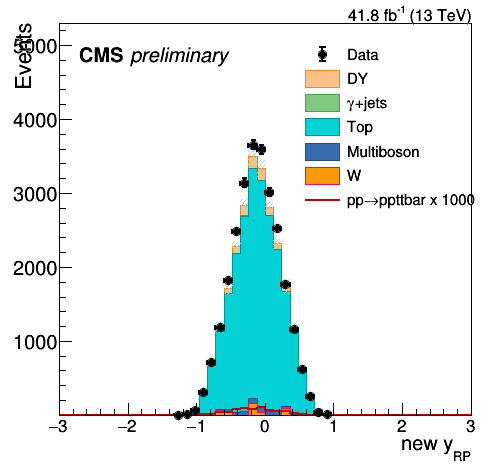 41.8 fb⁻¹ (13 TeV)
Events
CMS preliminary
Data
DY
γ+jets
Top
Multiboson
W
pp→ppttbar x 1000
5000
4000
3000
2000
1000
−3 −2 −1 0 1 2 3
new y_RP